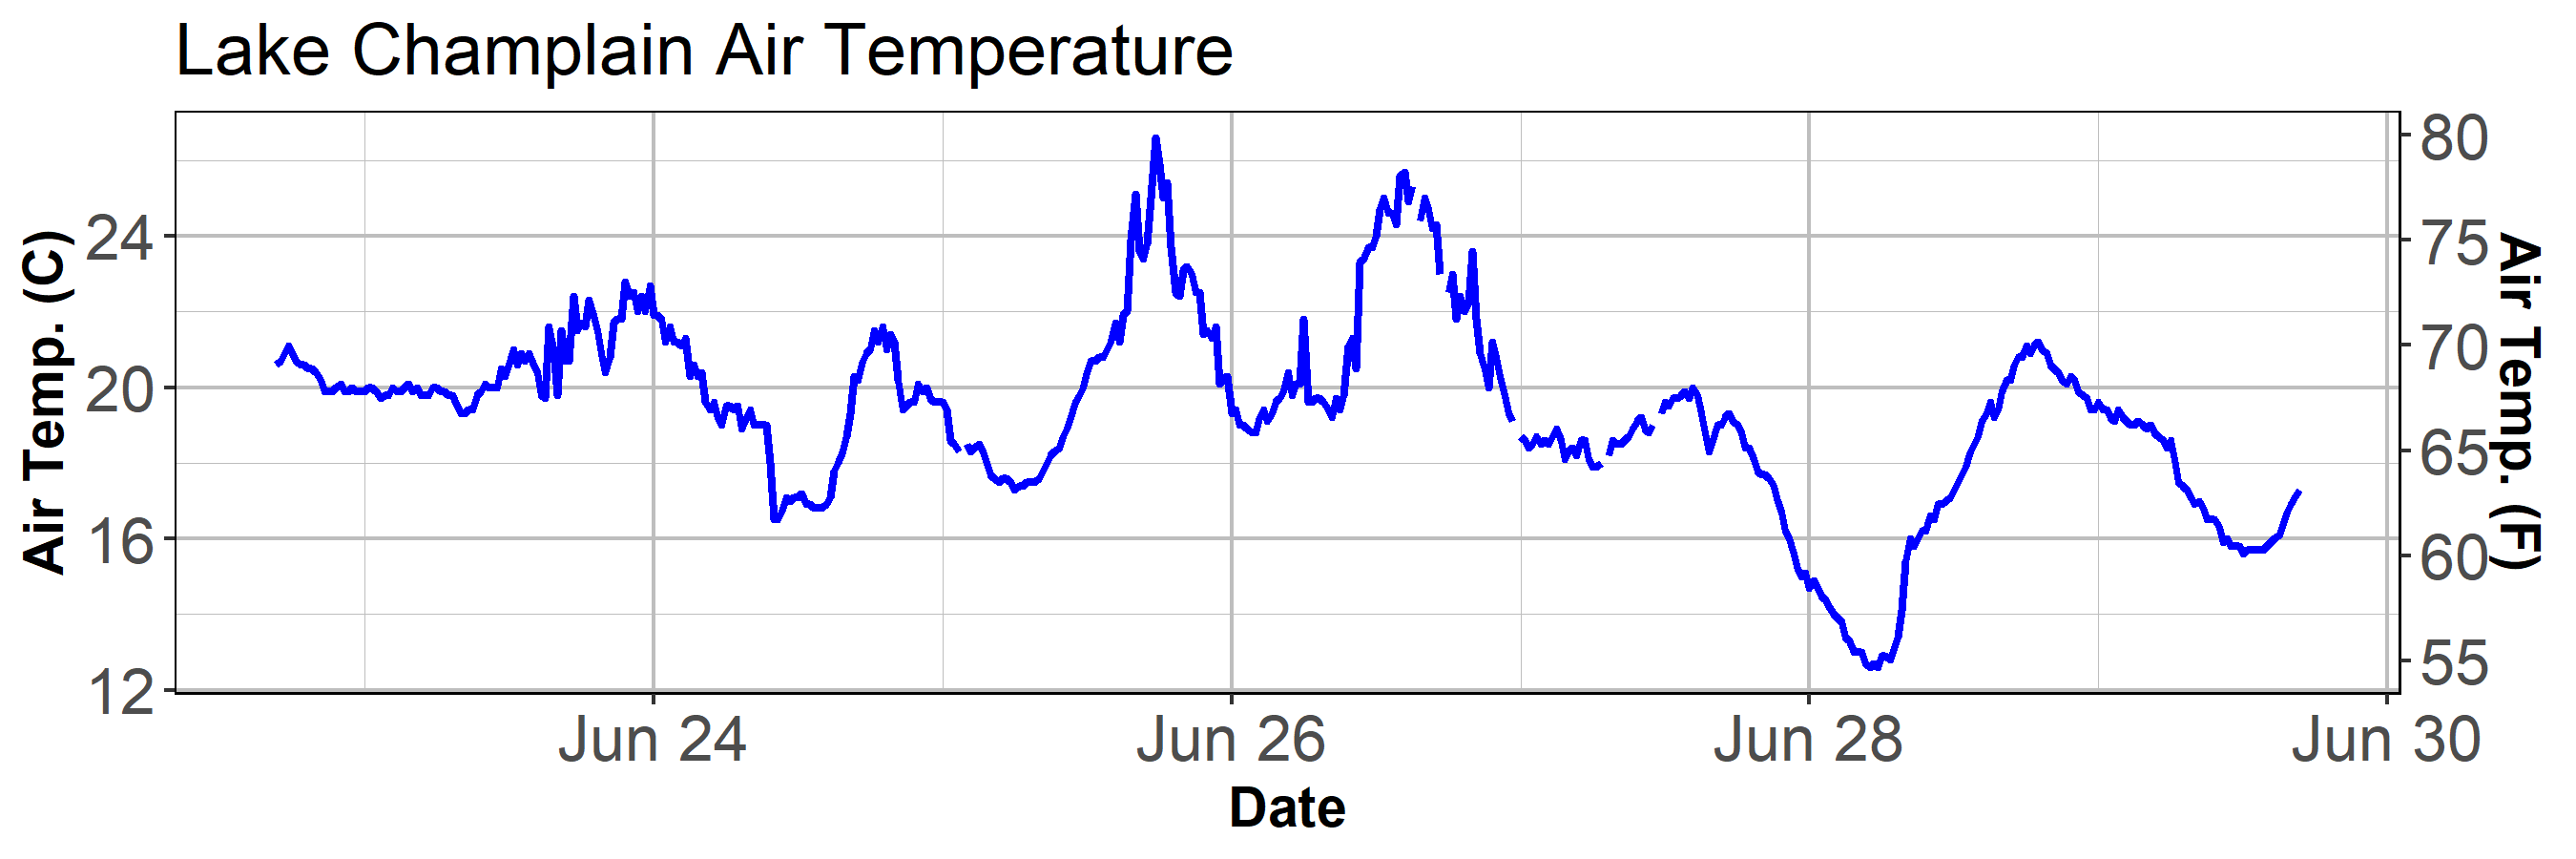 Lake Champlain Air Temperature
Air Temp. (C)
24
20
16
12
80
75
70
65
60
55
Air Temp. (F)
Jun 24 Jun 26 Jun 28 Jun 30
Date